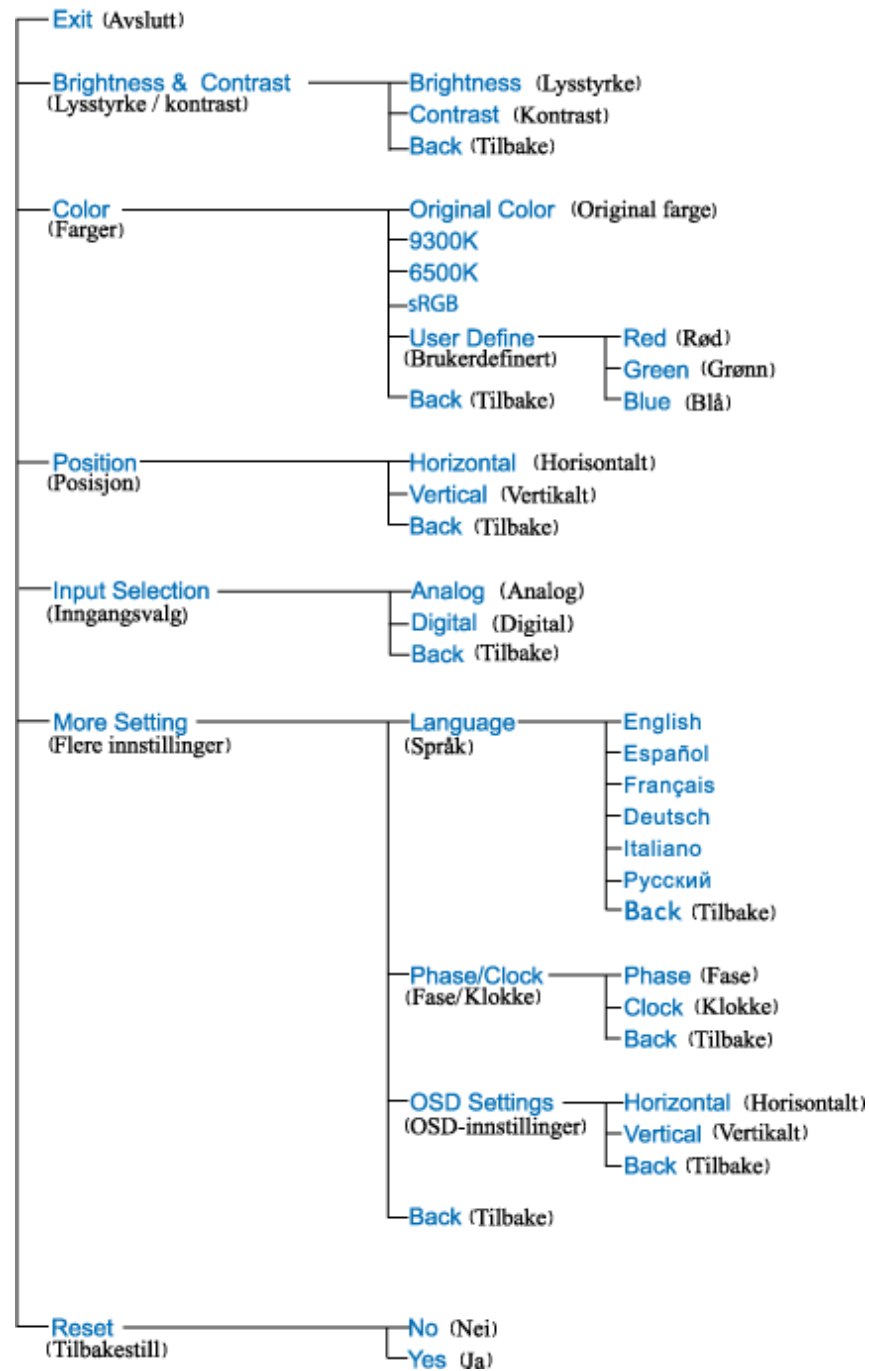 Exit (Avslutt)
Brightness & Contrast
(Lysstyrke / kontrast)
Brightness (Lysstyrke)
Contrast (Kontrast)
Back (Tilbake)
Color
(Farger)
Original Color (Original farge)
9300K
6500K
sRGB
User Define
(Brukerdefinert)
Red (Rød)
Green (Grønn)
Blue (Blå)
Back (Tilbake)
Position
(Posisjon)
Horizontal (Horisontalt)
Vertical (Vertikalt)
Back (Tilbake)
Input Selection
(Inngangsvalg)
Analog (Analog)
Digital (Digital)
Back (Tilbake)
More Setting
(Flere innstillinger)
Language
(Språk)
English
Español
Français
Deutsch
Italiano
Русский
Back (Tilbake)
Phase/Clock
(Fase/Klokke)
Phase (Fase)
Clock (Klokke)
Back (Tilbake)
OSD Settings
(OSD-innstillinger)
Horizontal (Horisontalt)
Vertical (Vertikalt)
Back (Tilbake)
Back (Tilbake)
Reset
(Tilbakestill)
No (Nei)
Yes (Ja)